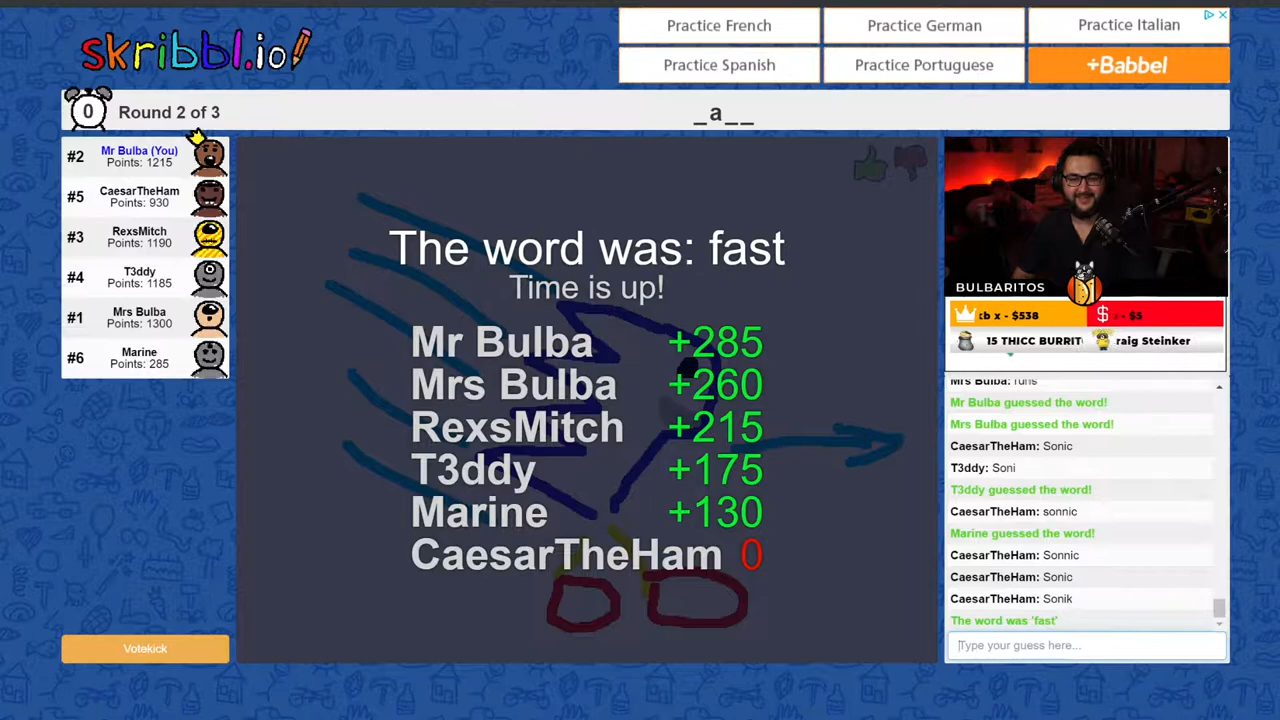 skribbl.io
Practice French
Practice German
Practice Italian
Practice Spanish
Practice Portuguese
+Babbel
0
Round 2 of 3
_a__
#2
Mr Bulba (You)
Points: 1215
#5
CaesarTheHam
Points: 930
#3
RexsMitch
Points: 1190
#4
T3ddy
Points: 1185
#1
Mrs Bulba
Points: 1300
#6
Marine
Points: 285
Votekick
The word was: fast
Time is up!
Mr Bulba +285
Mrs Bulba +260
RexsMitch +215
T3ddy +175
Marine +130
CaesarTheHam 0
BULBARITOS
kb x - $538
$ - $5
15 THICC BURRIT
raig Steinker
Mrs Bulba: runs
Mr Bulba guessed the word!
Mrs Bulba guessed the word!
CaesarTheHam: Sonic
T3ddy: Soni
T3ddy guessed the word!
CaesarTheHam: sonnic
Marine guessed the word!
CaesarTheHam: Sonnic
CaesarTheHam: Sonic
CaesarTheHam: Sonik
The word was 'fast'
Type your guess here...